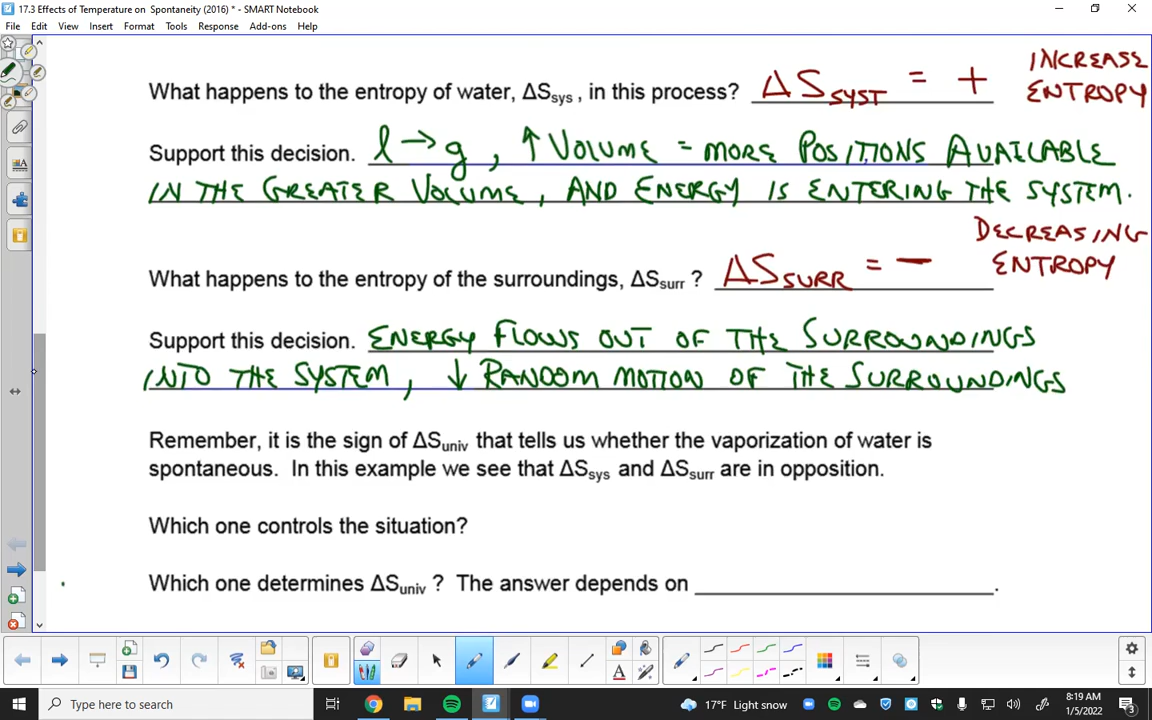 17.3 Effects of Temperature on Spontaneity (2016) * - SMART Notebook
File Edit View Insert Format Tools Response Add-ons Help
What happens to the entropy of water, ΔSsys , in this process? ΔSSYST = + INCREASE
ENTROPY
Support this decision. l → g , ↑ VOLUME = MORE POSITIONS AVAILABLE
IN THE GREATER VOLUME, AND ENERGY IS ENTERING THE SYSTEM.
What happens to the entropy of the surroundings, ΔSsurr ? ΔSSURR = - DECREASING
ENTROPY
Support this decision. ENERGY FLOWS OUT OF THE SURROUNDINGS
INTO THE SYSTEM, ↓ RANDOM MOTION OF THE SURROUNDINGS
Remember, it is the sign of ΔSuniv that tells us whether the vaporization of water is
spontaneous. In this example we see that ΔSsys and ΔSsurr are in opposition.
Which one controls the situation?
Which one determines ΔSuniv ? The answer depends on ____________________.
Type here to search
17°F Light snow
8:19 AM
1/5/2022
3